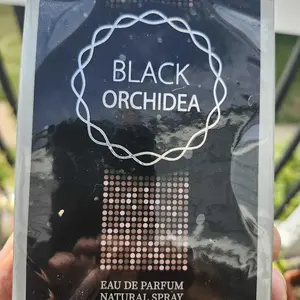 BLACK
ORCHIDEA
EAU DE PARFUM
NATURAL SPRAY